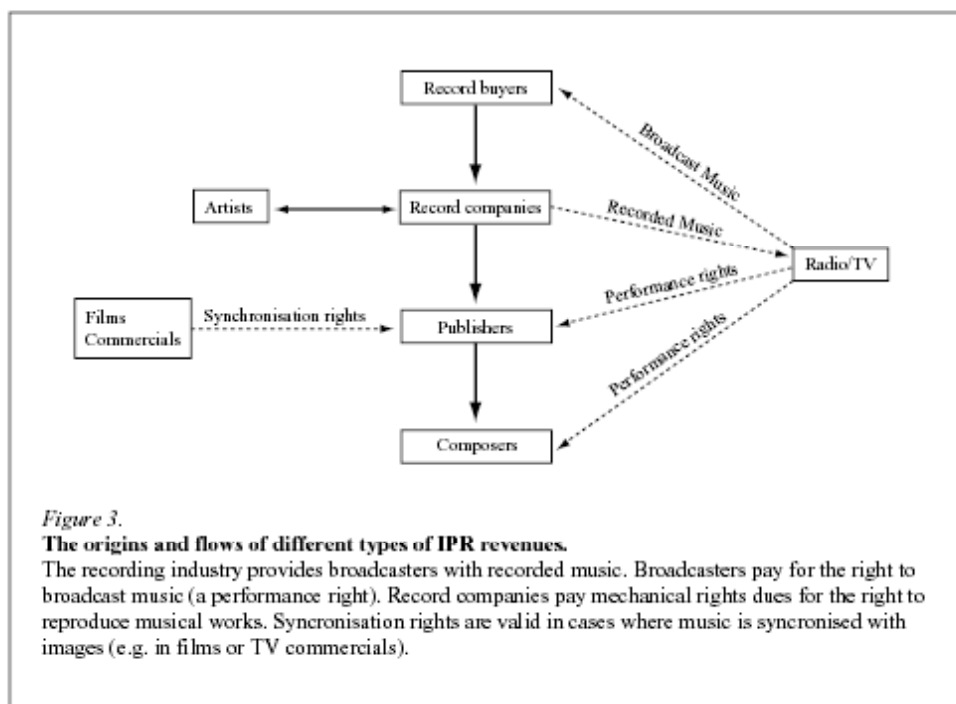 Record buyers
Broadcast Music
Artists
Record companies
Recorded Music
Radio/TV
Performance rights
Films
Commercials
Synchronisation rights
Publishers
Performance rights
Composers
Figure 3.
The origins and flows of different types of IPR revenues.
The recording industry provides broadcasters with recorded music. Broadcasters pay for the right to
broadcast music (a performance right). Record companies pay mechanical rights dues for the right to
reproduce musical works. Syncronisation rights are valid in cases where music is syncronised with
images (e.g. in films or TV commercials).